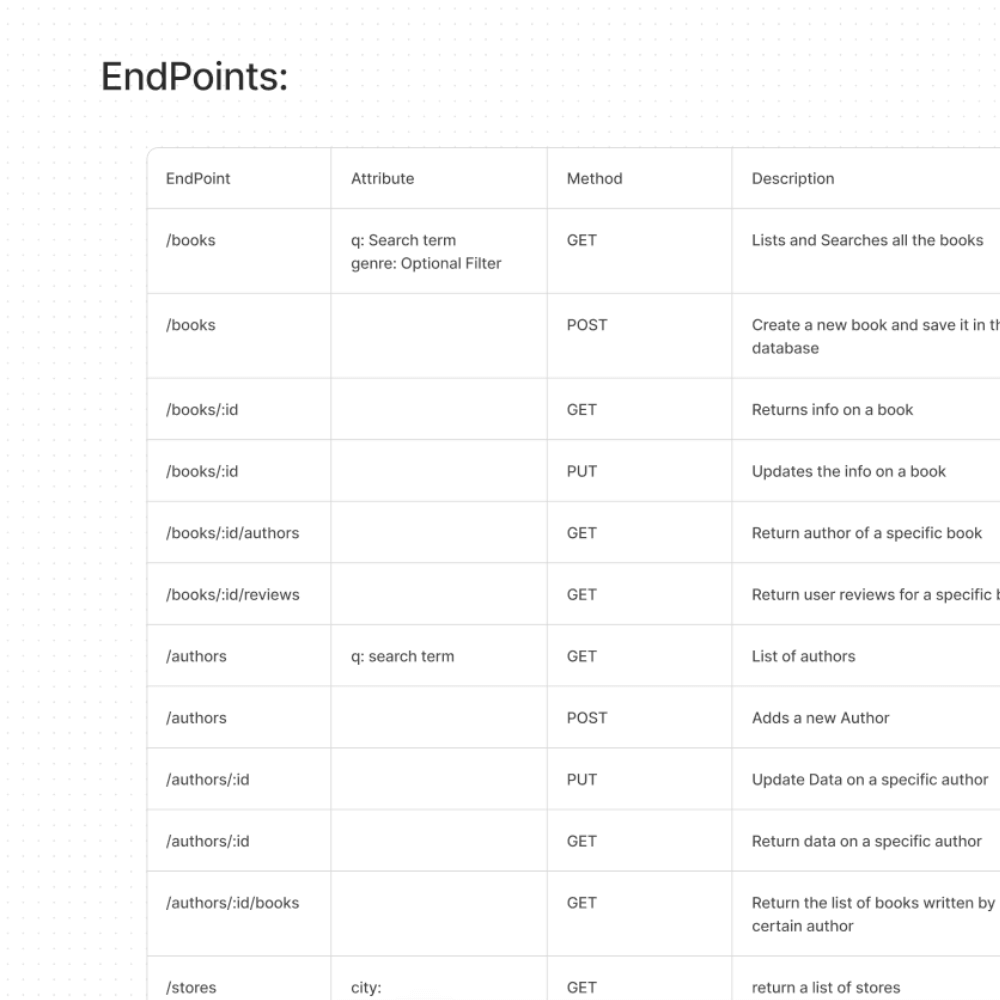 EndPoints:
EndPoint Attribute Method Description
/books q: Search term GET Lists and Searches all the books
genre: Optional Filter
/books POST Create a new book and save it in
database
/books/:id GET Returns info on a book
/books/:id PUT Updates the info on a book
/books/:id/authors GET Return author of a specific book
/books/:id/reviews GET Return user reviews for a specific
/authors q: search term GET List of authors
/authors POST Adds a new Author
/authors/:id PUT Update Data on a specific author
/authors/:id GET Return data on a specific author
/authors/:id/books GET Return the list of books written by
certain author
/stores city: GET return a list of stores